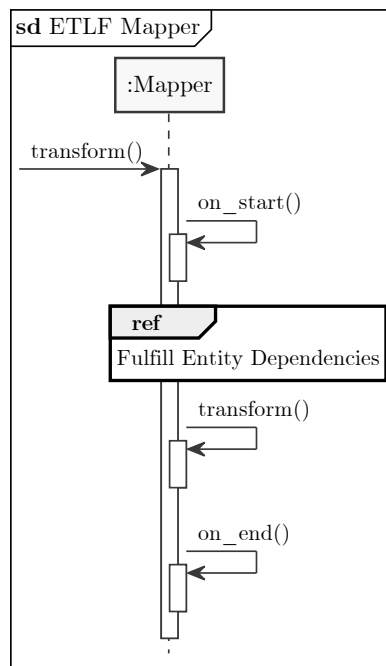 sd ETLF Mapper
:Mapper
transform()
on_start()
ref
Fulfill Entity Dependencies
transform()
on_end()